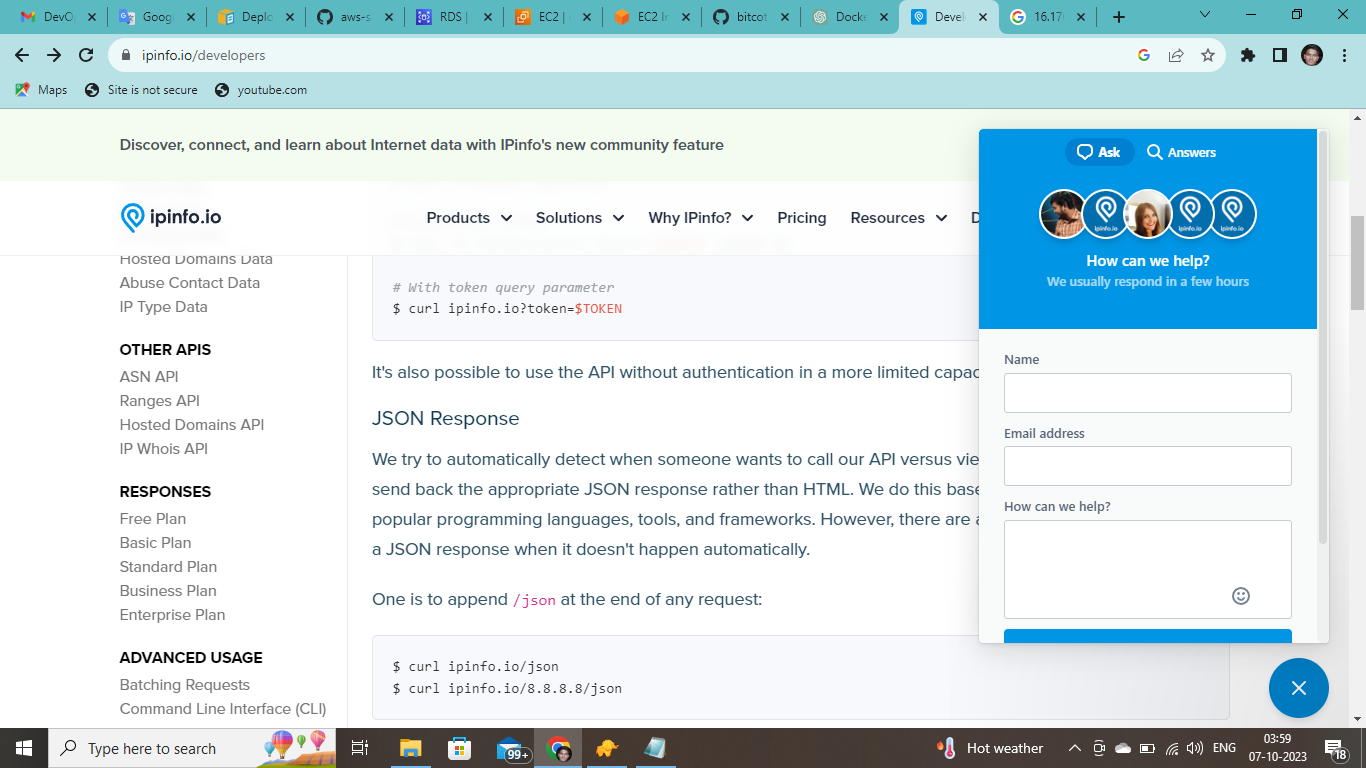 DevO
Goog
Deplo
aws-s
RDS |
EC2 |
EC2 In
bitcot
Docke
Devel
16.17
ipinfo.io/developers
Maps
Site is not secure
youtube.com
Discover, connect, and learn about Internet data with IPinfo's new community feature
ipinfo.io
Products
Solutions
Why IPinfo?
Pricing
Resources
Hosted Domains Data
Abuse Contact Data
IP Type Data
OTHER APIS
ASN API
Ranges API
Hosted Domains API
IP Whois API
RESPONSES
Free Plan
Basic Plan
Standard Plan
Business Plan
Enterprise Plan
ADVANCED USAGE
Batching Requests
Command Line Interface (CLI)
# With token query parameter
$ curl ipinfo.io?token=$TOKEN
It's also possible to use the API without authentication in a more limited capac
JSON Response
We try to automatically detect when someone wants to call our API versus vie
send back the appropriate JSON response rather than HTML. We do this base
popular programming languages, tools, and frameworks. However, there are a
a JSON response when it doesn't happen automatically.
One is to append /json at the end of any request:
$ curl ipinfo.io/json
$ curl ipinfo.io/8.8.8.8/json
Ask
Answers
ipinfo.io
ipinfo.io
ipinfo.io
How can we help?
We usually respond in a few hours
Name
Email address
How can we help?
Type here to search
99+
Hot weather
ENG
03:59
07-10-2023
18